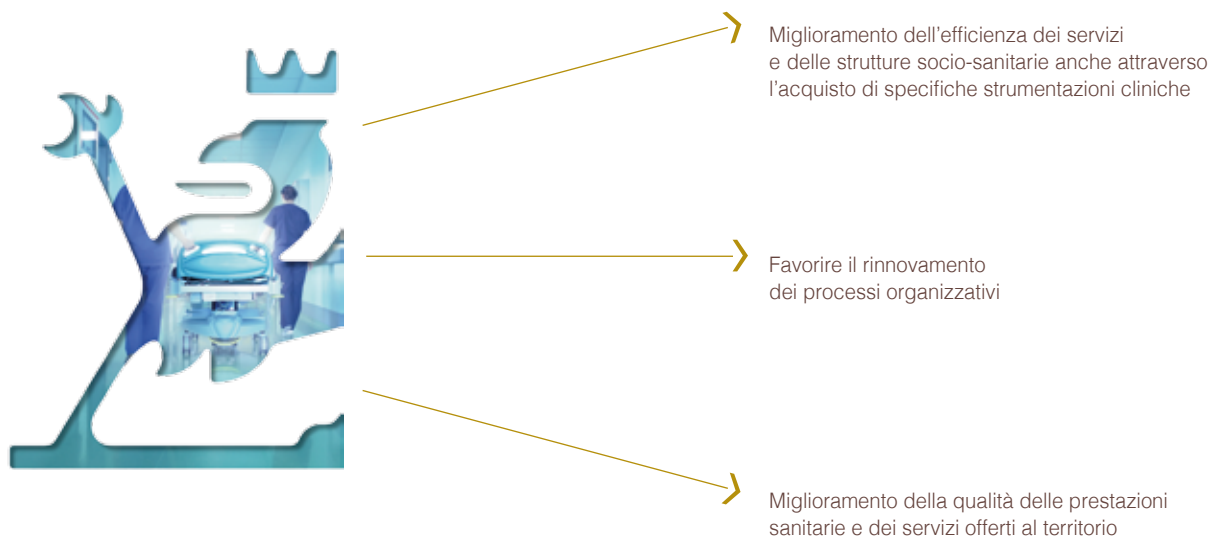 Miglioramento dell’efficienza dei servizi
e delle strutture socio-sanitarie anche attraverso
l’acquisto di specifiche strumentazioni cliniche
Favorire il rinnovamento
dei processi organizzativi
Miglioramento della qualità delle prestazioni
sanitarie e dei servizi offerti al territorio